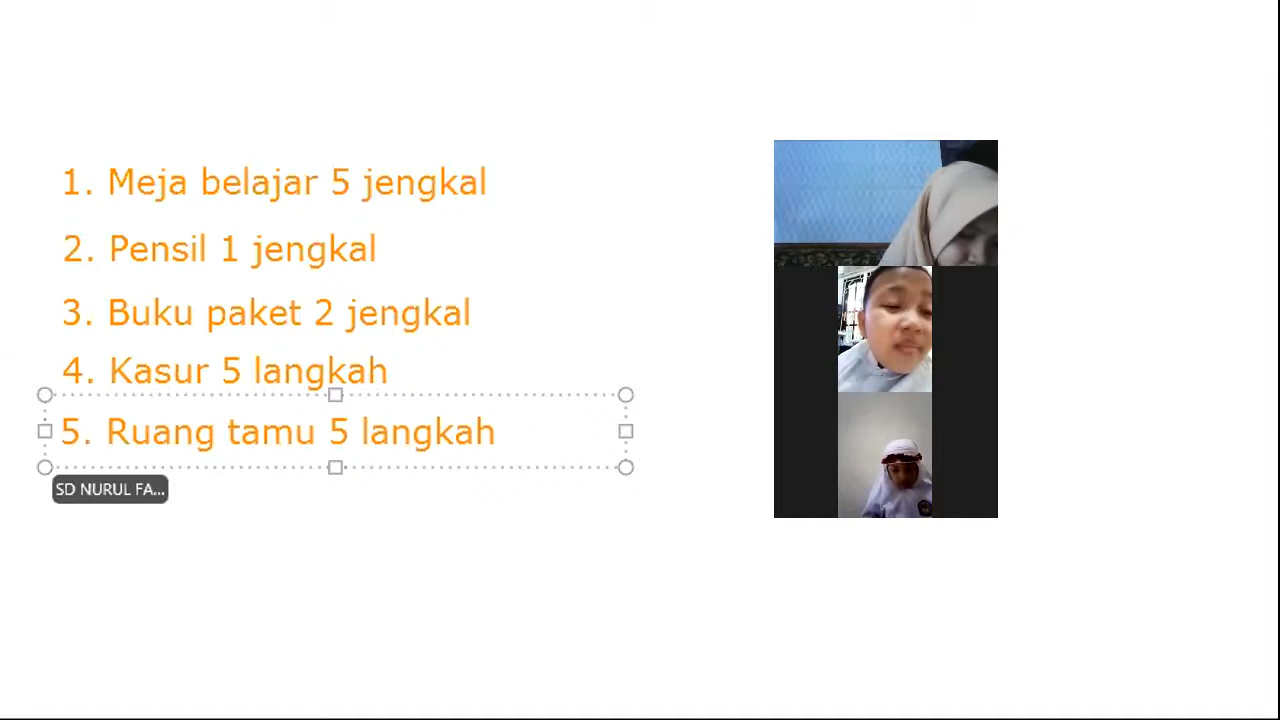 1. Meja belajar 5 jengkal
2. Pensil 1 jengkal
3. Buku paket 2 jengkal
4. Kasur 5 langkah
5. Ruang tamu 5 langkah
SD NURUL FA...